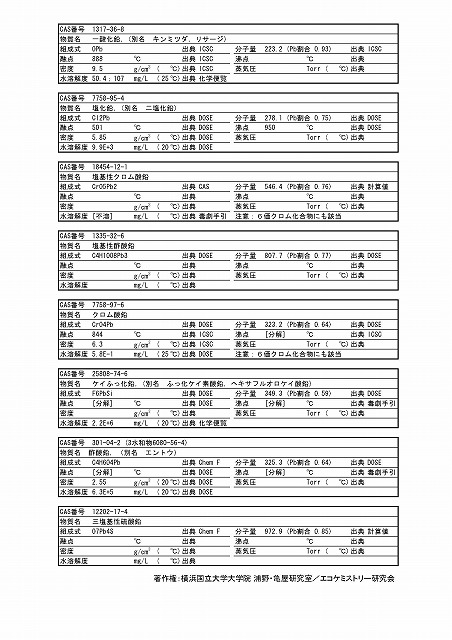 CAS番号 1317-36-8
物質名 一酸化鉛, (別名 キンミツダ, リサージ)
組成式 OPb 出典 ICSC 分子量 223.2 (Pb割合 0.93) 出典 ICSC
融点 888 ℃ 出典 ICSC 沸点 ℃ 出典
密度 9.5 g/cm³ ( ℃) 出典 ICSC 蒸気圧 Torr ( ℃) 出典
水溶解度 50.4;107 mg/L (25℃) 出典 化学便覧
CAS番号 7758-95-4
物質名 塩化鉛, (別名 二塩化鉛)
組成式 Cl2Pb 出典 DOSE 分子量 278.1 (Pb割合 0.75) 出典 DOSE
融点 501 ℃ 出典 DOSE 沸点 950 ℃ 出典 DOSE
密度 5.85 g/cm³ ( ℃) 出典 DOSE 蒸気圧 Torr ( ℃) 出典
水溶解度 9.9E+3 mg/L (20℃) 出典 DOSE
CAS番号 18454-12-1
物質名 塩基性クロム酸鉛
組成式 CrO5Pb2 出典 CAS 分子量 546.4 (Pb割合 0.76) 出典 計算値
融点 ℃ 出典 沸点 ℃ 出典
密度 g/cm³ ( ℃) 出典 蒸気圧 Torr ( ℃) 出典
水溶解度 [不溶] mg/L ( ℃) 出典 毒劇手引 注意:6価クロム化合物にも該当
CAS番号 1335-32-6
物質名 塩基性酢酸鉛
組成式 C4H10O8Pb3 出典 DOSE 分子量 807.7 (Pb割合 0.77) 出典 DOSE
融点 ℃ 出典 沸点 ℃ 出典
密度 g/cm³ ( ℃) 出典 蒸気圧 Torr ( ℃) 出典
水溶解度 mg/L ( ℃) 出典
CAS番号 7758-97-6
物質名 クロム酸鉛
組成式 CrO4Pb 出典 DOSE 分子量 323.2 (Pb割合 0.64) 出典 DOSE
融点 844 ℃ 出典 ICSC 沸点 [分解] ℃ 出典 ICSC
密度 6.3 g/cm³ ( ℃) 出典 ICSC 蒸気圧 Torr ( ℃) 出典
水溶解度 5.8E-1 mg/L (25℃) 出典 DOSE 注意:6価クロム化合物にも該当
CAS番号 25808-74-6
物質名 ケイふっ化鉛, (別名 ふっ化ケイ素酸鉛, ヘキサフルオロケイ酸鉛)
組成式 F6PbSi 出典 DOSE 分子量 349.3 (Pb割合 0.59) 出典 DOSE
融点 [分解] ℃ 出典 DOSE 沸点 [分解] ℃ 出典 毒劇手引
密度 g/cm³ ( ℃) 出典 蒸気圧 Torr ( ℃) 出典
水溶解度 2.2E+6 mg/L (20℃) 出典 化学便覧
CAS番号 301-04-2 (3水和物6080-56-4)
物質名 酢酸鉛, (別名 エントウ)
組成式 C4H6O4Pb 出典 Chem F 分子量 325.3 (Pb割合 0.64) 出典 DOSE
融点 [分解] ℃ 出典 DOSE 沸点 [分解] ℃ 出典 毒劇手引
密度 2.55 g/cm³ (20℃) 出典 DOSE 蒸気圧 Torr ( ℃) 出典
水溶解度 6.3E+5 mg/L (20℃) 出典 DOSE
CAS番号 12202-17-4
物質名 三塩基性硫酸鉛
組成式 O7Pb4S 出典 Chem F 分子量 972.9 (Pb割合 0.85) 出典 計算値
融点 ℃ 出典 沸点 ℃ 出典
密度 g/cm³ ( ℃) 出典 蒸気圧 Torr ( ℃) 出典
水溶解度 mg/L ( ℃) 出典
著作権:横浜国立大学大学院 浦野・亀屋研究室/エコケミストリー研究会